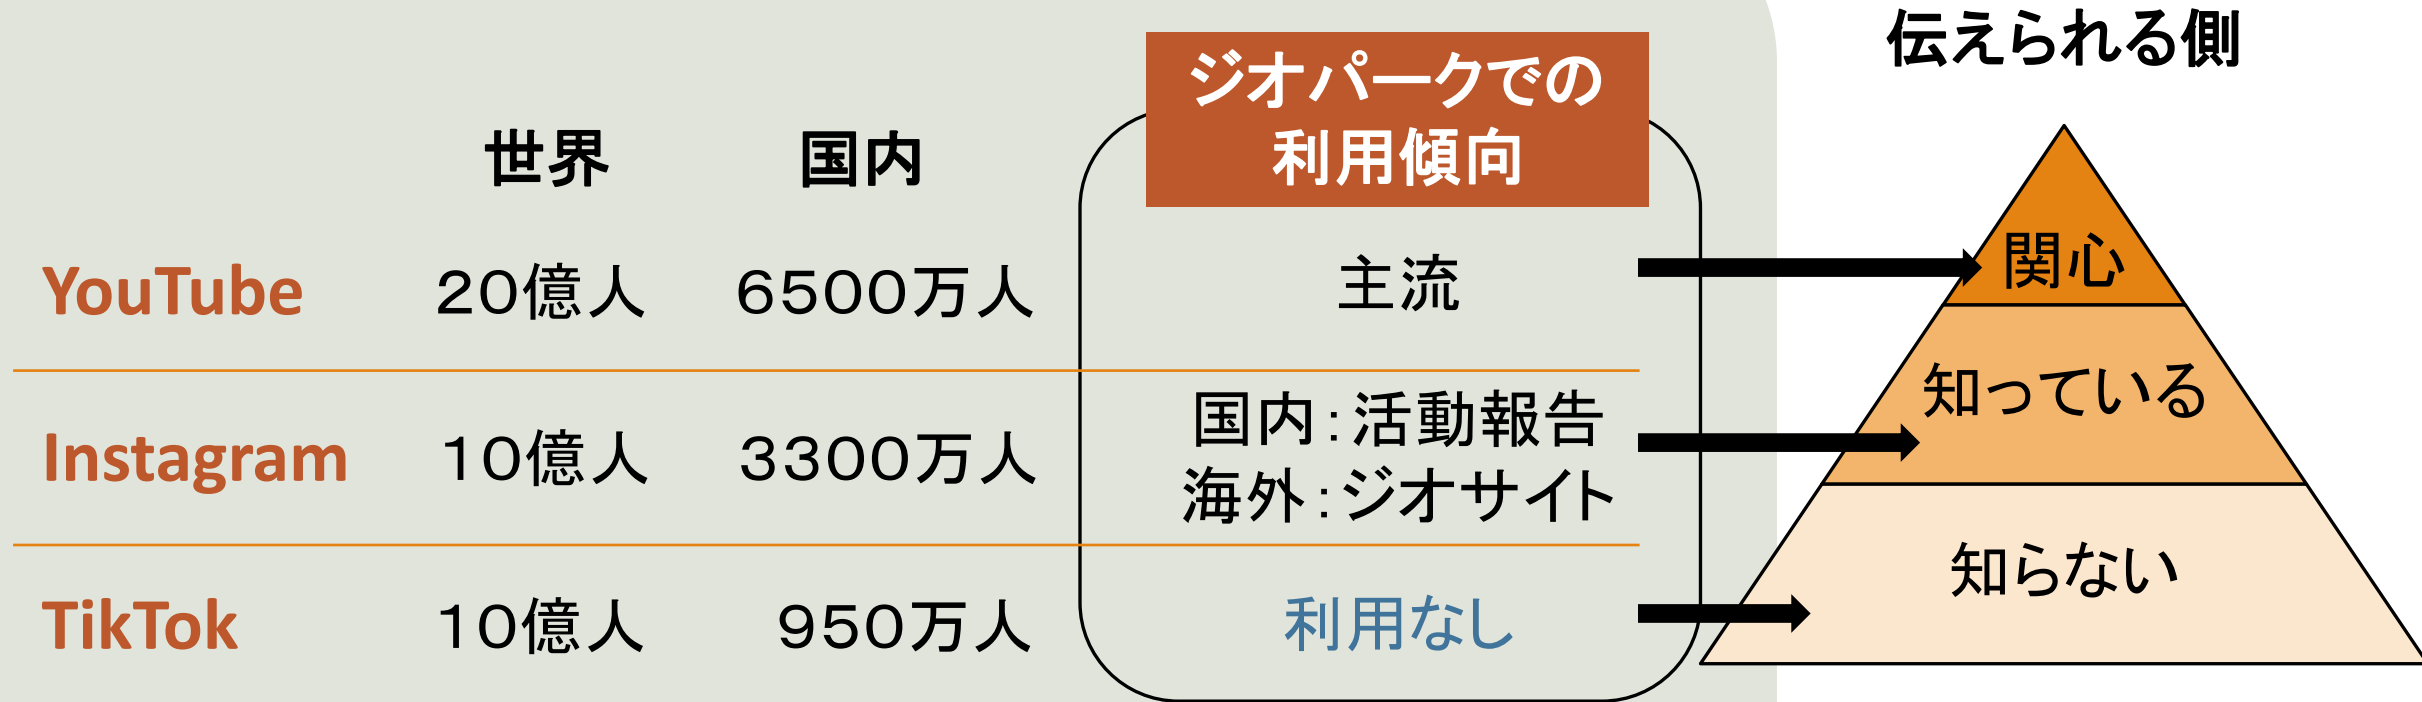 伝えられる側
ジオパークでの
利用傾向
世界 国内
YouTube 20億人 6500万人 主流
関心
Instagram 10億人 3300万人 国内：活動報告
海外：ジオサイト
知っている
TikTok 10億人 950万人 利用なし
知らない